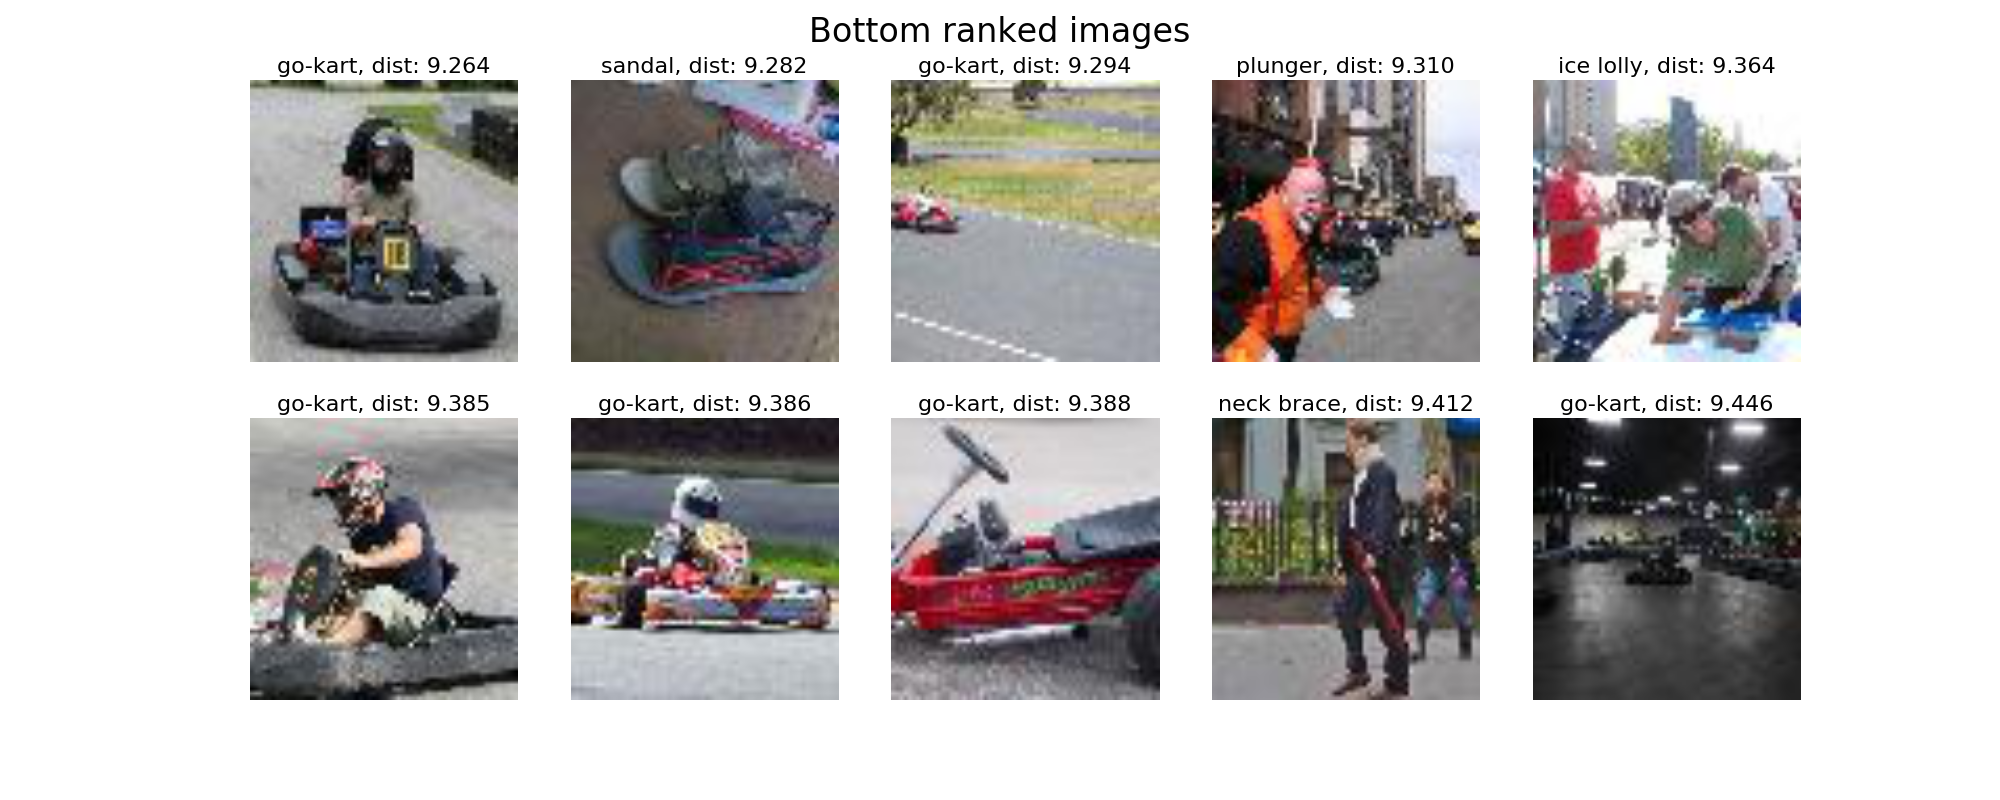 Bottom ranked images
go-kart, dist: 9.264
sandal, dist: 9.282
go-kart, dist: 9.294
plunger, dist: 9.310
ice lolly, dist: 9.364
go-kart, dist: 9.385
go-kart, dist: 9.386
go-kart, dist: 9.388
neck brace, dist: 9.412
go-kart, dist: 9.446